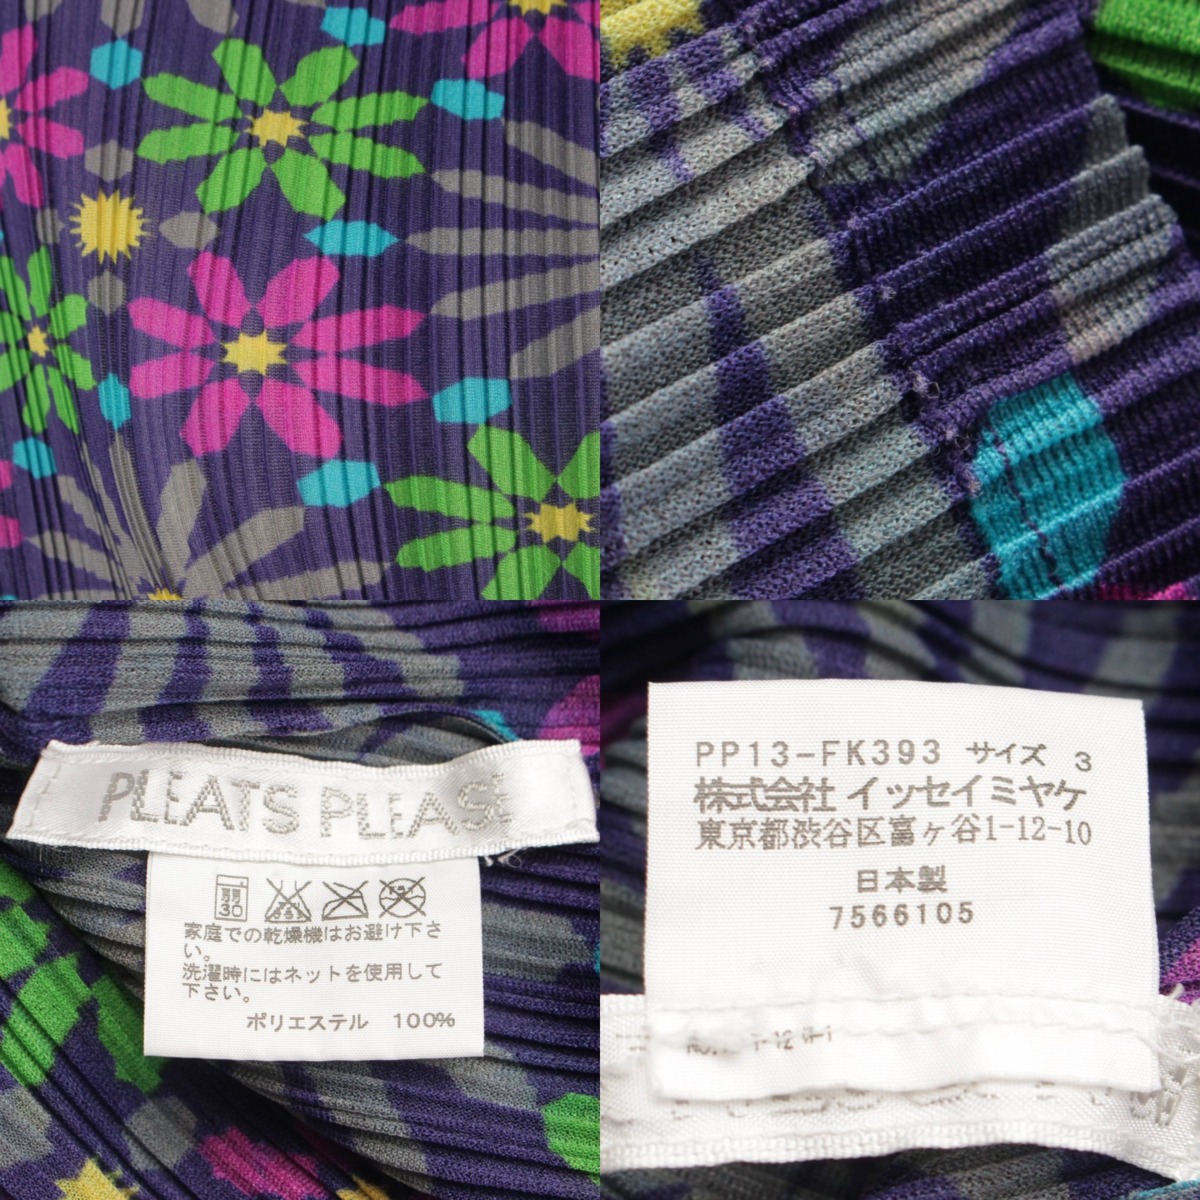 PLEATS PLEASE
弱
30
家庭での乾燥機はお避け下さ
い。
洗濯時にはネットを使用して
下さい。
ポリエステル 100%
PP13-FK393 サイズ 3
株式会社 イッセイミヤケ
東京都渋谷区富ヶ谷1-12-10
日本製
7566105